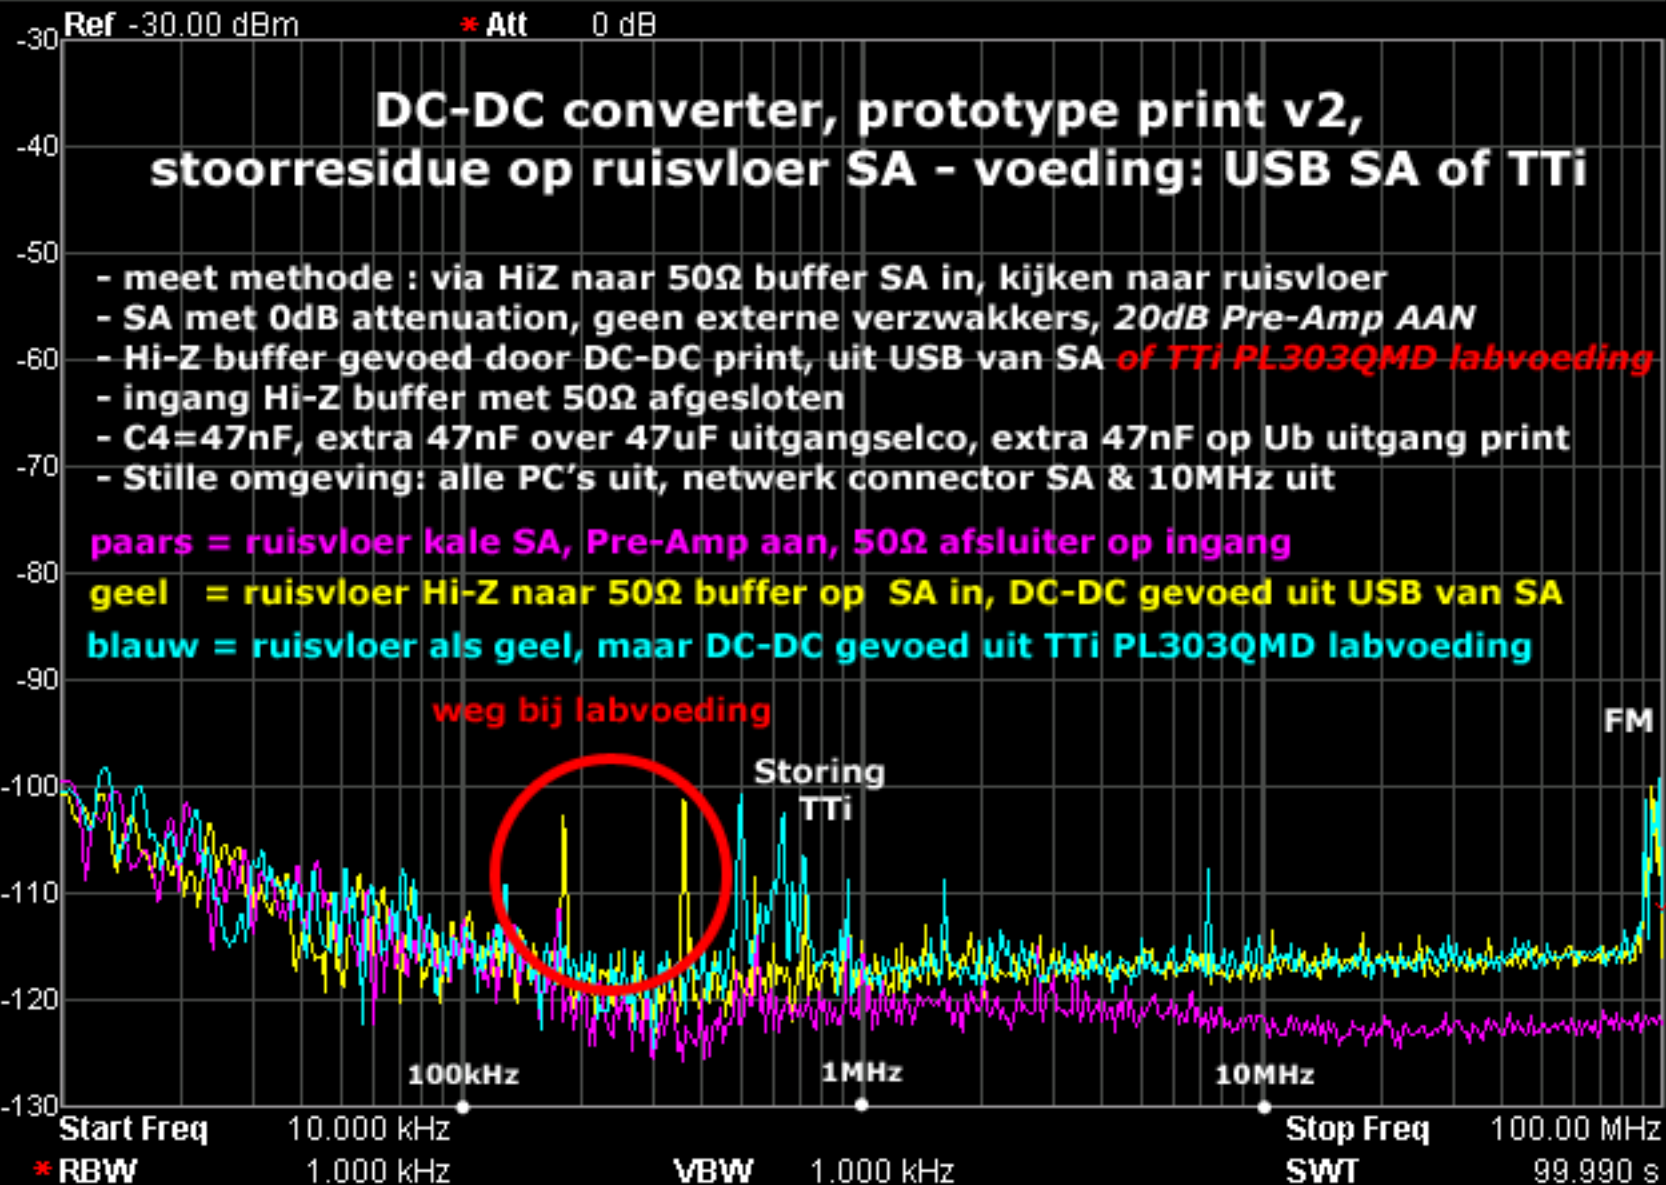 Ref -30.00 dBm * Att 0 dB
-30
DC-DC converter, prototype print v2,
-40
stoorresidue op ruisvloer SA - voeding: USB SA of TTi
-50
- meet methode : via HiZ naar 50Ω buffer SA in, kijken naar ruisvloer
- SA met 0dB attenuation, geen externe verzwakkers, 20dB Pre-Amp AAN
-60
- Hi-Z buffer gevoed door DC-DC print, uit USB van SA of TTi PL303QMD labvoeding
- ingang Hi-Z buffer met 50Ω afgesloten
- C4=47nF, extra 47nF over 47uF uitgangselco, extra 47nF op Ub uitgang print
-70
- Stille omgeving: alle PC's uit, netwerk connector SA & 10MHz uit
paars = ruisvloer kale SA, Pre-Amp aan, 50Ω afsluiter op ingang
-80
geel = ruisvloer Hi-Z naar 50Ω buffer op SA in, DC-DC gevoed uit USB van SA
blauw = ruisvloer als geel, maar DC-DC gevoed uit TTi PL303QMD labvoeding
-90
weg bij labvoeding
FM
Storing
TTi
-100
-110
-120
100kHz 1MHz 10MHz
-130
Start Freq 10.000 kHz Stop Freq 100.00 MHz
* RBW 1.000 kHz VBW 1.000 kHz SWT 99.990 s